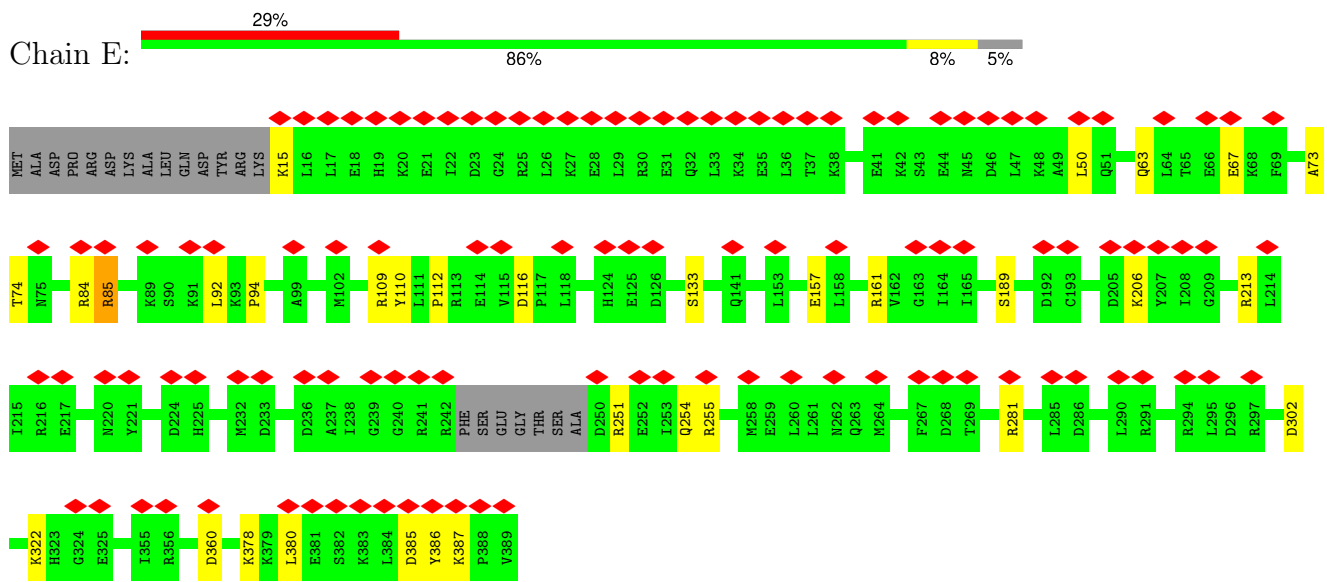 29%
Chain E:
86% 8% 5%
MET ALA ASP PRO ARG ASP LYS ALA LEU GLN ASP TYR ARG LYS K15 L16 L17 E18 H19 K20 E21 I22 D23 G24 R25 L26 K27 E28 L29 R30 E31 Q32 L33 K34 E35 L36 T37 K38 E41 K42 S43 E44 N45 D46 L47 K48 A49 L50 Q51 Q63 L64 T65 E66 E67 K68 F69 A73
T74 N75 R84 R85 K89 S90 K91 L92 K93 P94 A99 M102 R109 Y110 L111 P112 R113 E114 V115 D116 P117 L118 H124 E125 D126 S133 Q141 L153 E157 L158 R161 V162 G163 I164 I165 S189 D192 C193 D205 K206 Y207 I208 G209 R213 L214
I215 R216 E217 N220 Y221 D224 H225 M232 D233 D236 A237 I238 G239 G240 R241 R242 PHE SER GLU GLY THR SER ALA D250 R251 E252 I253 Q254 R255 M258 E259 L260 L261 N262 Q263 M264 F267 D268 T269 R281 L285 D286 L290 R291 R294 L295 D296 R297 D302
K322 H323 G324 E325 I355 R356 D360 K378 K379 L380 E381 S382 K383 L384 D385 Y386 K387 P388 V389